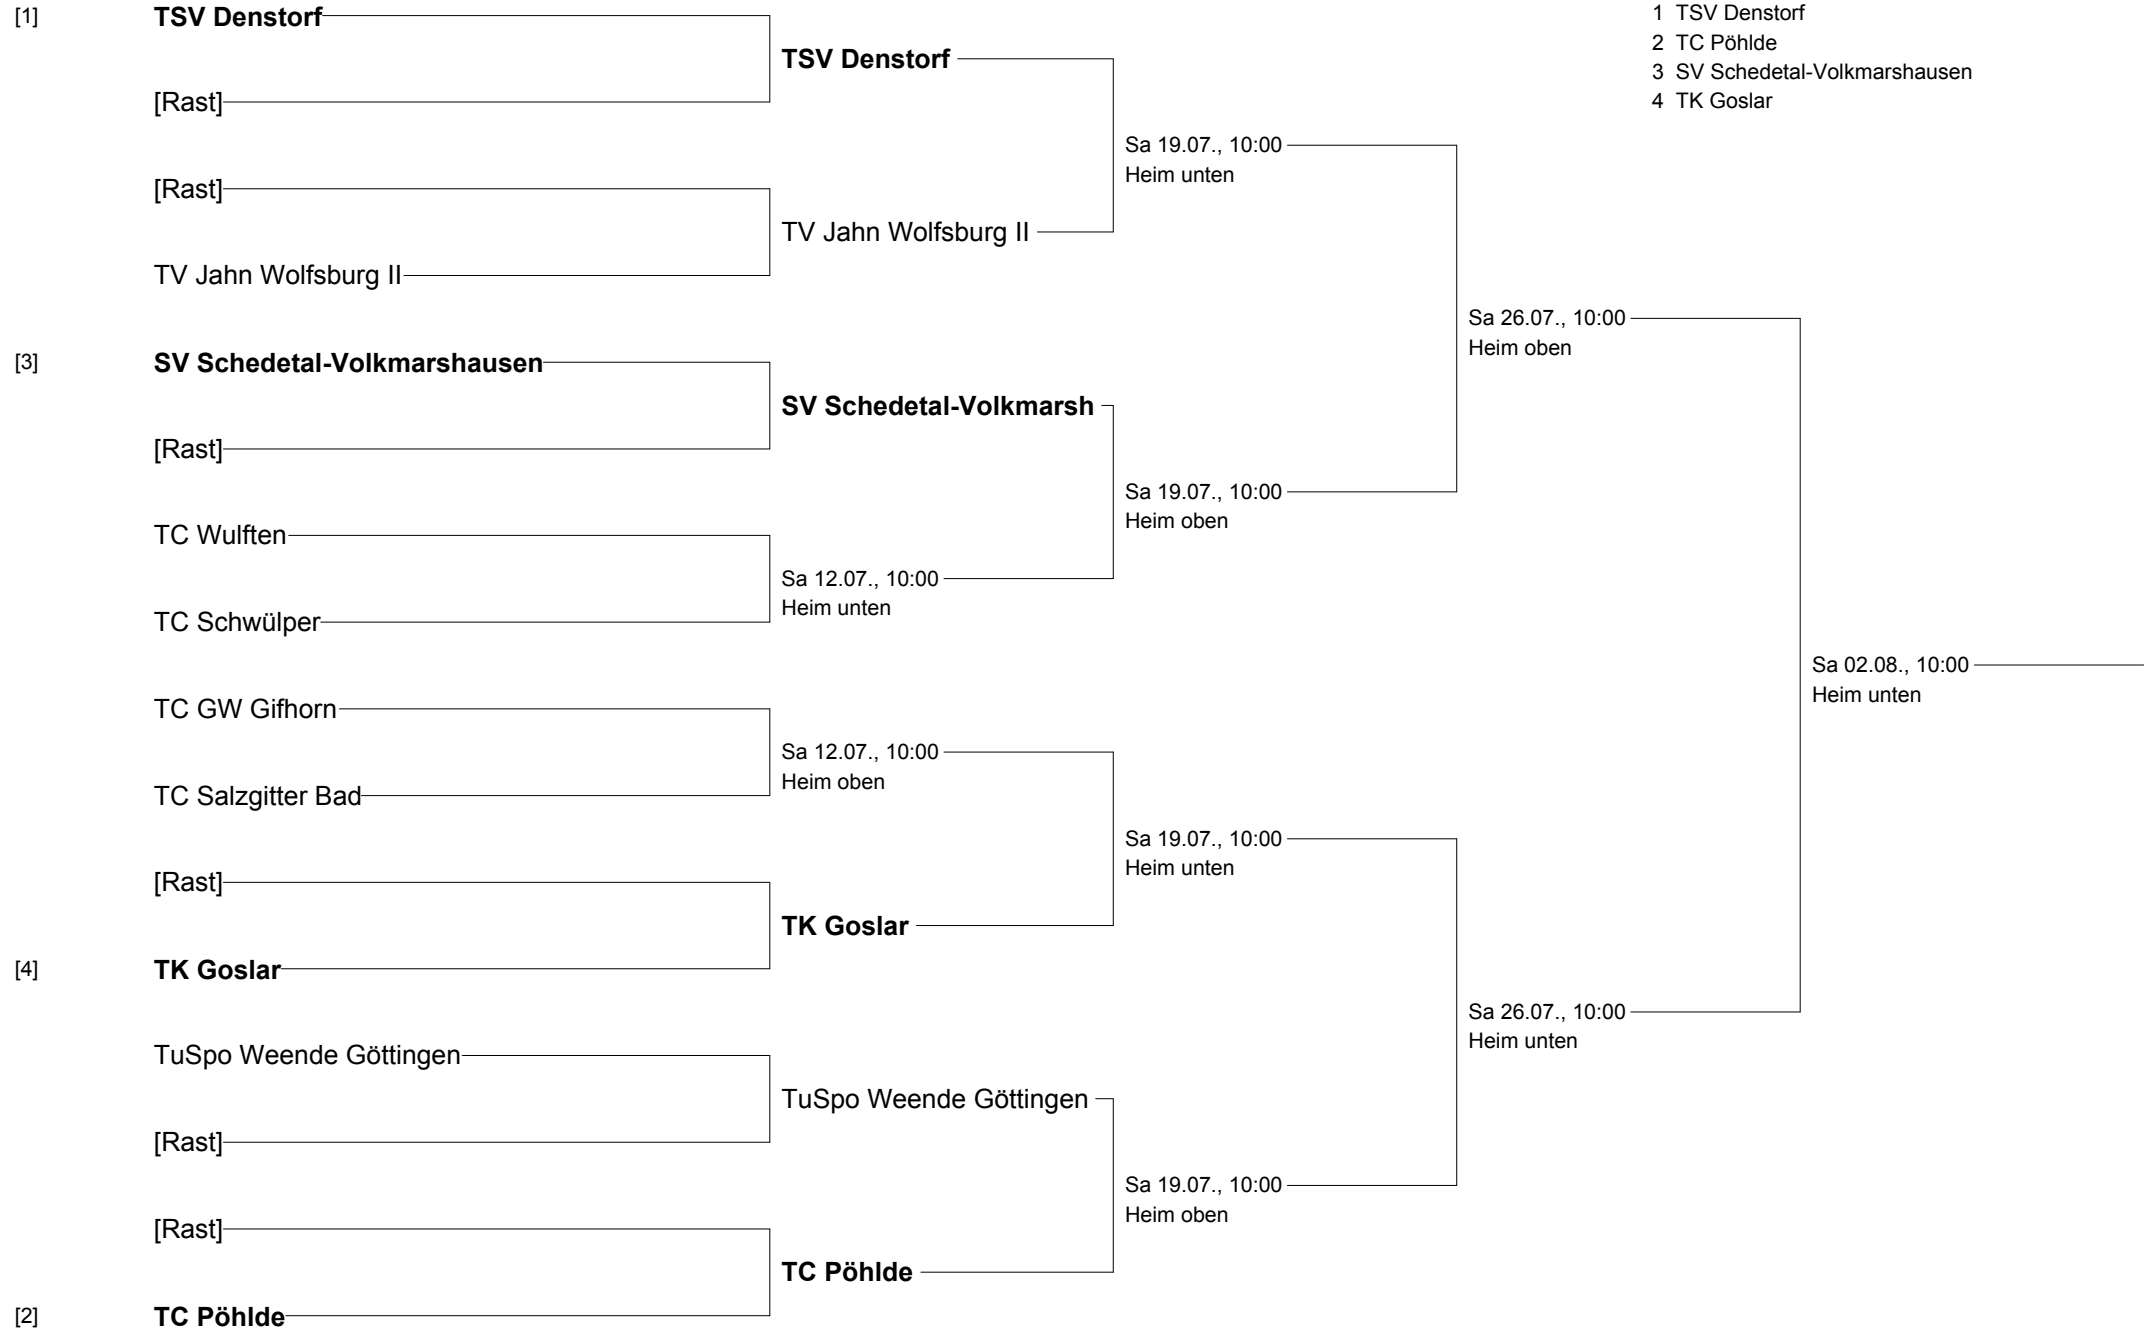 [1] TSV Denstorf
[Rast]
[Rast]
TV Jahn Wolfsburg II
[3] SV Schedetal-Volkmarshausen
[Rast]
TC Wulften
TC Schwülper
TC GW Gifhorn
TC Salzgitter Bad
[Rast]
[4] TK Goslar
TuSpo Weende Göttingen
[Rast]
[Rast]
[2] TC Pöhlde
TSV Denstorf
TV Jahn Wolfsburg II
SV Schedetal-Volkmarsh
Sa 12.07., 10:00
Heim unten
Sa 12.07., 10:00
Heim oben
TK Goslar
TuSpo Weende Göttingen
TC Pöhlde
Sa 19.07., 10:00
Heim unten
Sa 19.07., 10:00
Heim oben
Sa 19.07., 10:00
Heim unten
Sa 19.07., 10:00
Heim oben
Sa 26.07., 10:00
Heim oben
Sa 26.07., 10:00
Heim unten
Sa 02.08., 10:00
Heim unten
1 TSV Denstorf
2 TC Pöhlde
3 SV Schedetal-Volkmarshausen
4 TK Goslar